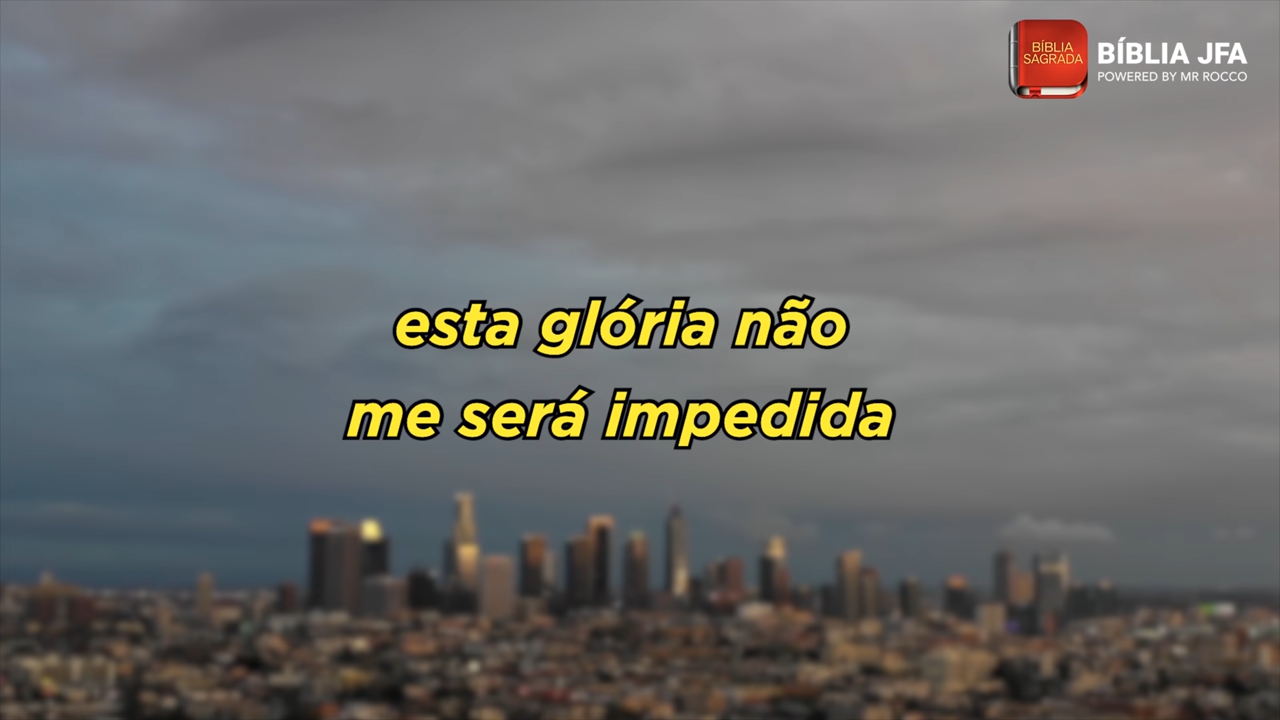 BÍBLIA
SAGRADA
BÍBLIA JFA
POWERED BY MR ROCCO
esta glória não
me será impedida